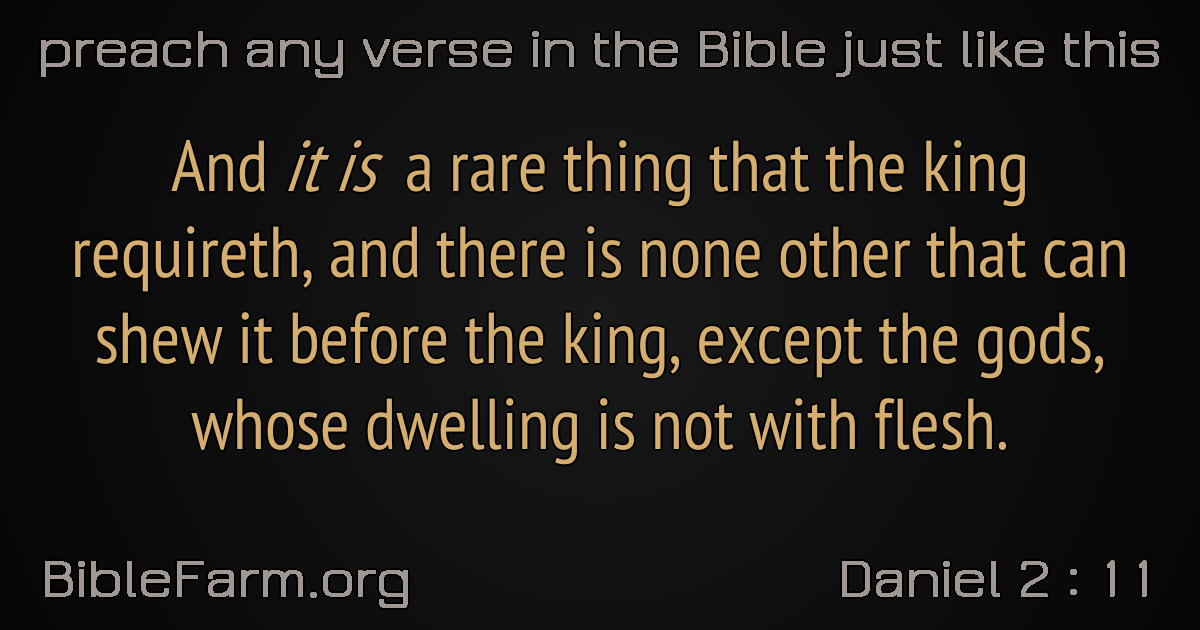 preach any verse in the Bible just like this
And it is a rare thing that the king
requireth, and there is none other that can
shew it before the king, except the gods,
whose dwelling is not with flesh.
BibleFarm.org
Daniel 2 : 11